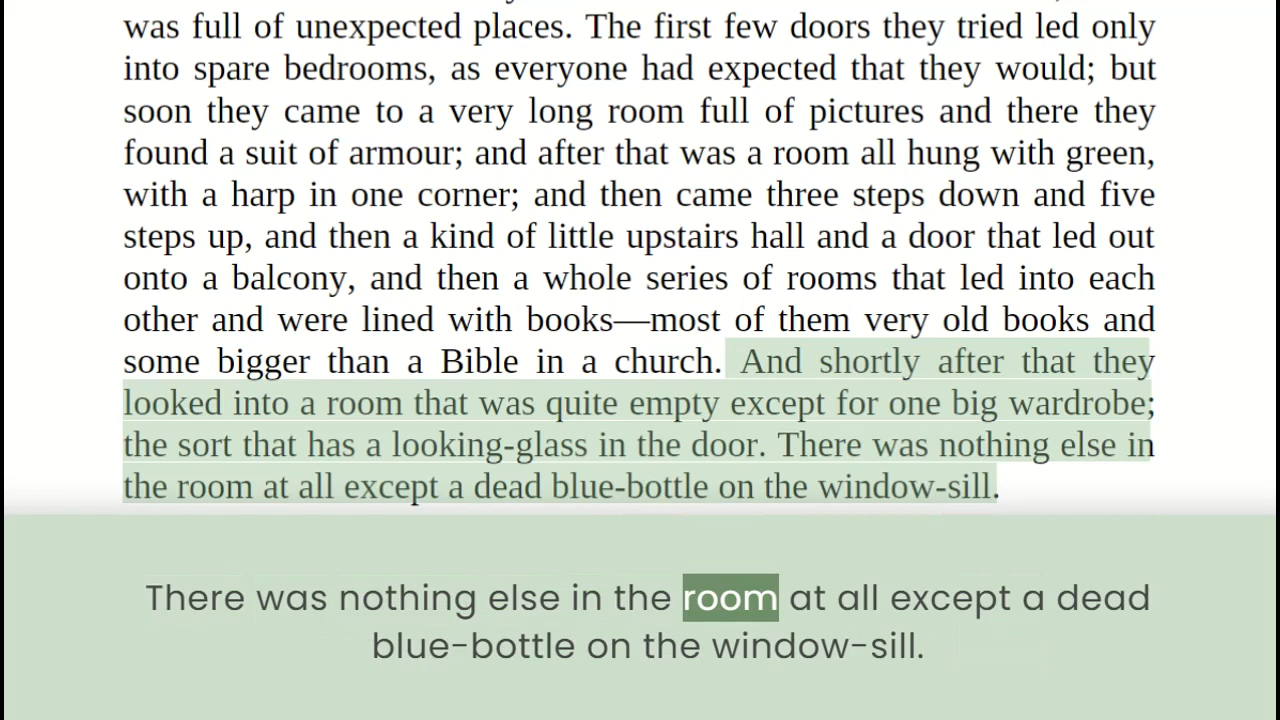 was full of unexpected places. The first few doors they tried led only
into spare bedrooms, as everyone had expected that they would; but
soon they came to a very long room full of pictures and there they
found a suit of armour; and after that was a room all hung with green,
with a harp in one corner; and then came three steps down and five
steps up, and then a kind of little upstairs hall and a door that led out
onto a balcony, and then a whole series of rooms that led into each
other and were lined with books—most of them very old books and
some bigger than a Bible in a church. And shortly after that they
looked into a room that was quite empty except for one big wardrobe;
the sort that has a looking-glass in the door. There was nothing else in
the room at all except a dead blue-bottle on the window-sill.
There was nothing else in the room at all except a dead
blue-bottle on the window-sill.